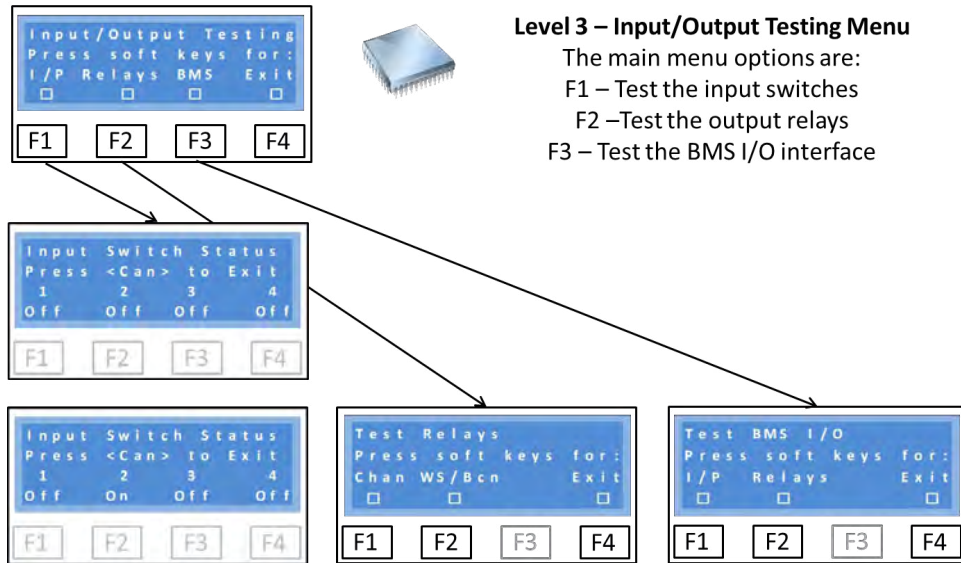 Input/Output Testing
Press soft keys for:
I/P Relays BMS Exit
F1 F2 F3 F4
Level 3 – Input/Output Testing Menu
The main menu options are:
F1 – Test the input switches
F2 –Test the output relays
F3 – Test the BMS I/O interface
Input Switch Status
Press <Can> to Exit
1 2 3 4
Off Off Off Off
F1 F2 F3 F4
Input Switch Status
Press <Can> to Exit
1 2 3 4
Off On Off Off
F1 F2 F3 F4
Test Relays
Press soft keys for:
Chan WS/Bcn Exit
F1 F2 F3 F4
Test BMS I/O
Press soft keys for:
I/P Relays Exit
F1 F2 F3 F4